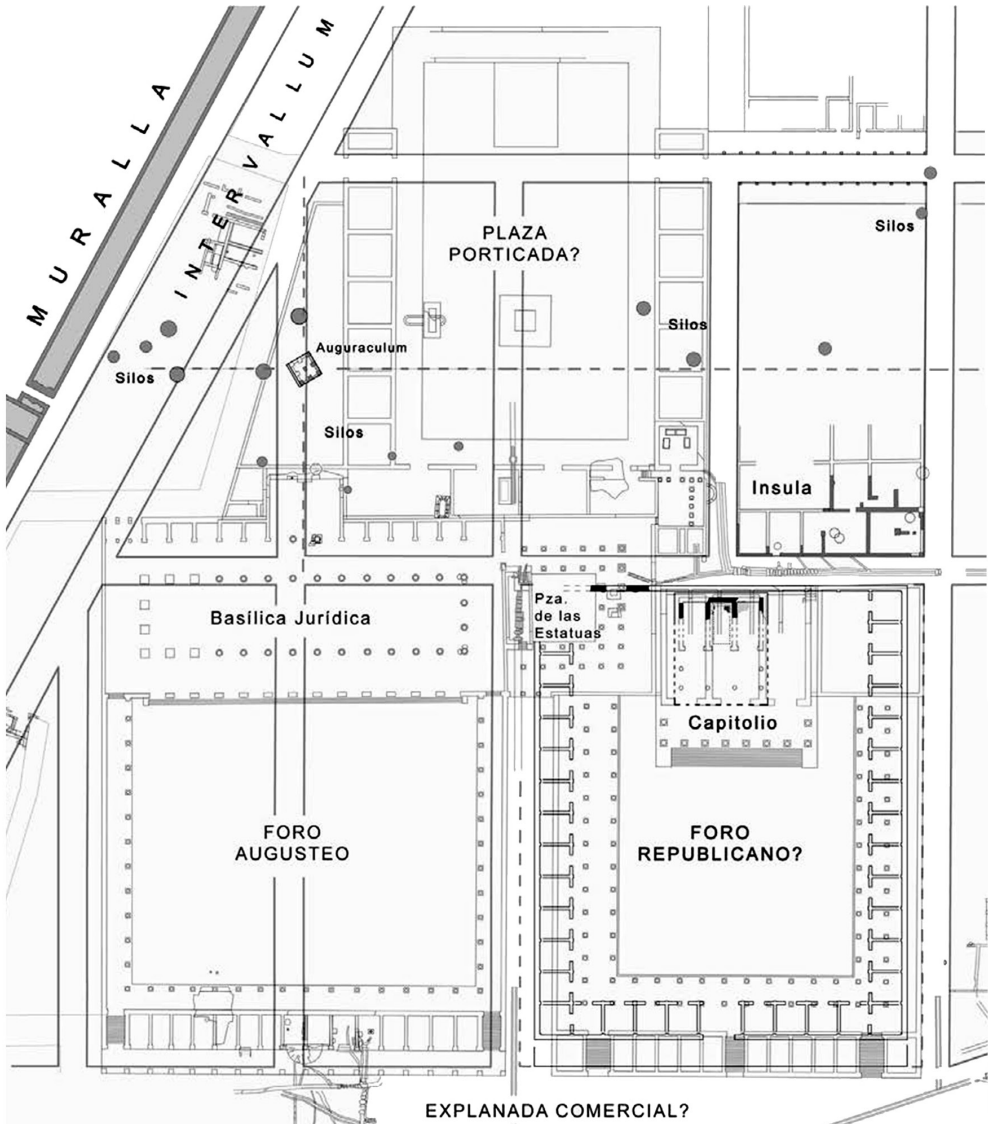 MURALLA
INTERVALLUM
PLAZA
PORTICADA?
Silos
Auguraculum
Silos
Silos
Silos
Insula
Basílica Jurídica
Pza.
de las
Estatuas
Capitolio
FORO
AUGUSTEO
FORO
REPUBLICANO?
EXPLANADA COMERCIAL?